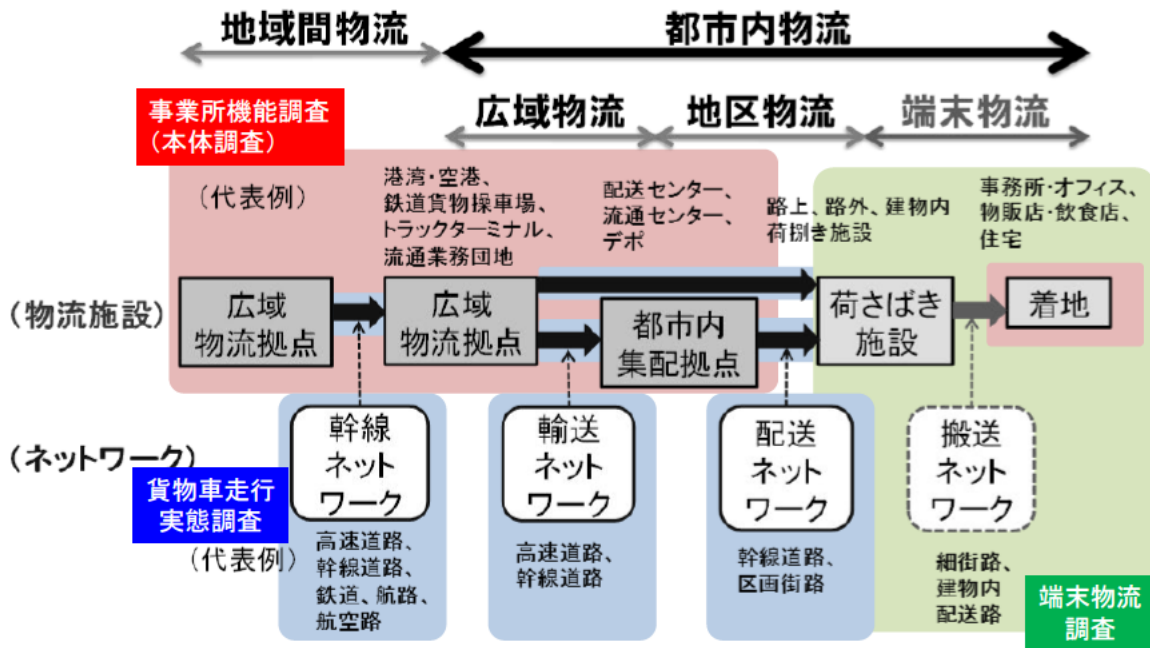 地域間物流
都市内物流
事業所機能調査
(本体調査)
広域物流
地区物流
端末物流
(代表例)
港湾・空港、
鉄道貨物操車場、
トラックターミナル、
流通業務団地
配送センター、
流通センター、
デポ
路上、路外、建物内
荷捌き施設
事務所・オフィス、
物販店・飲食店、
住宅
(物流施設)
広域
物流拠点
広域
物流拠点
都市内
集配拠点
荷さばき
施設
着地
(ネットワーク)
貨物車走行
実態調査
(代表例)
幹線
ネット
ワーク
輸送
ネット
ワーク
配送
ネット
ワーク
搬送
ネット
ワーク
高速道路、
幹線道路、
鉄道、航路、
航空路
高速道路、
幹線道路
幹線道路、
区画街路
細街路、
建物内
配送路
端末物流
調査